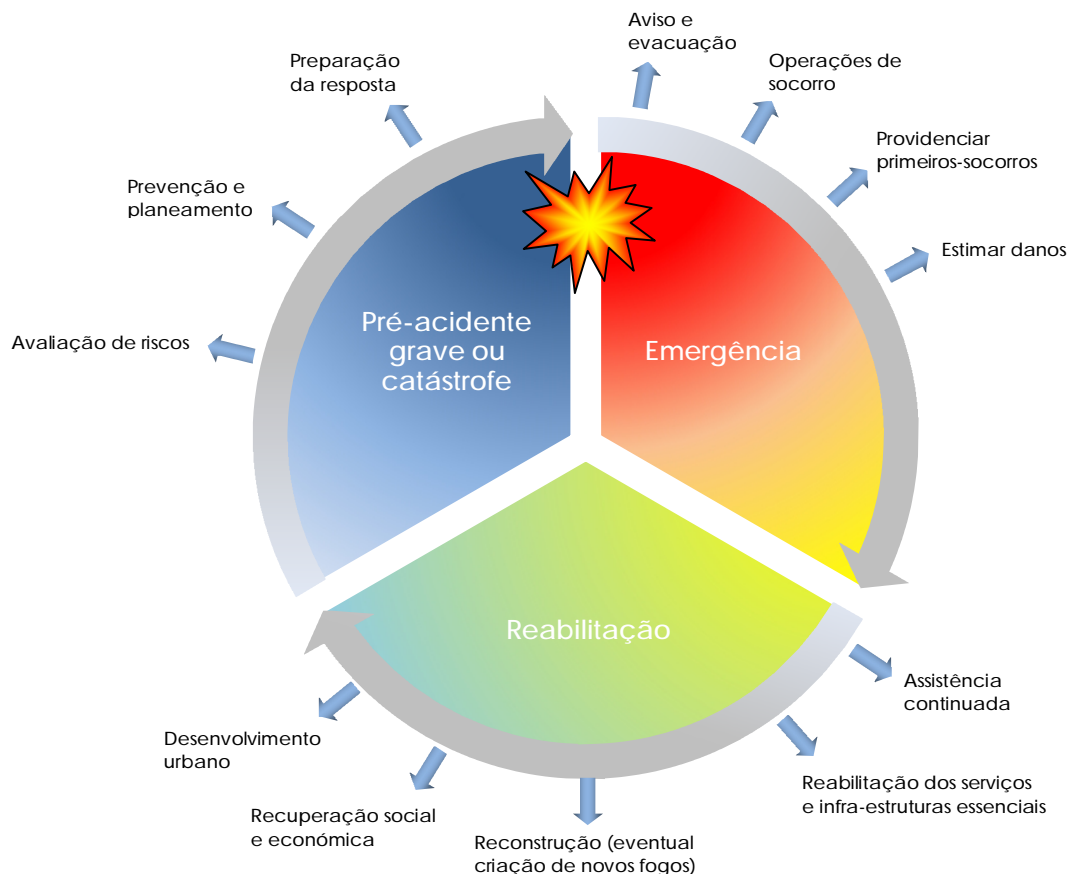 Aviso e
evacuação
Operações de
socorro
Providenciar
primeiros-socorros
Estimar danos
Preparação
da resposta
Prevenção e
planeamento
Avaliação de riscos
Pré-acidente
grave ou
catástrofe
Emergência
Reabilitação
Assistência
continuada
Reabilitação dos serviços
e infra-estruturas essenciais
Reconstrução (eventual
criação de novos fogos)
Recuperação social
e económica
Desenvolvimento
urbano